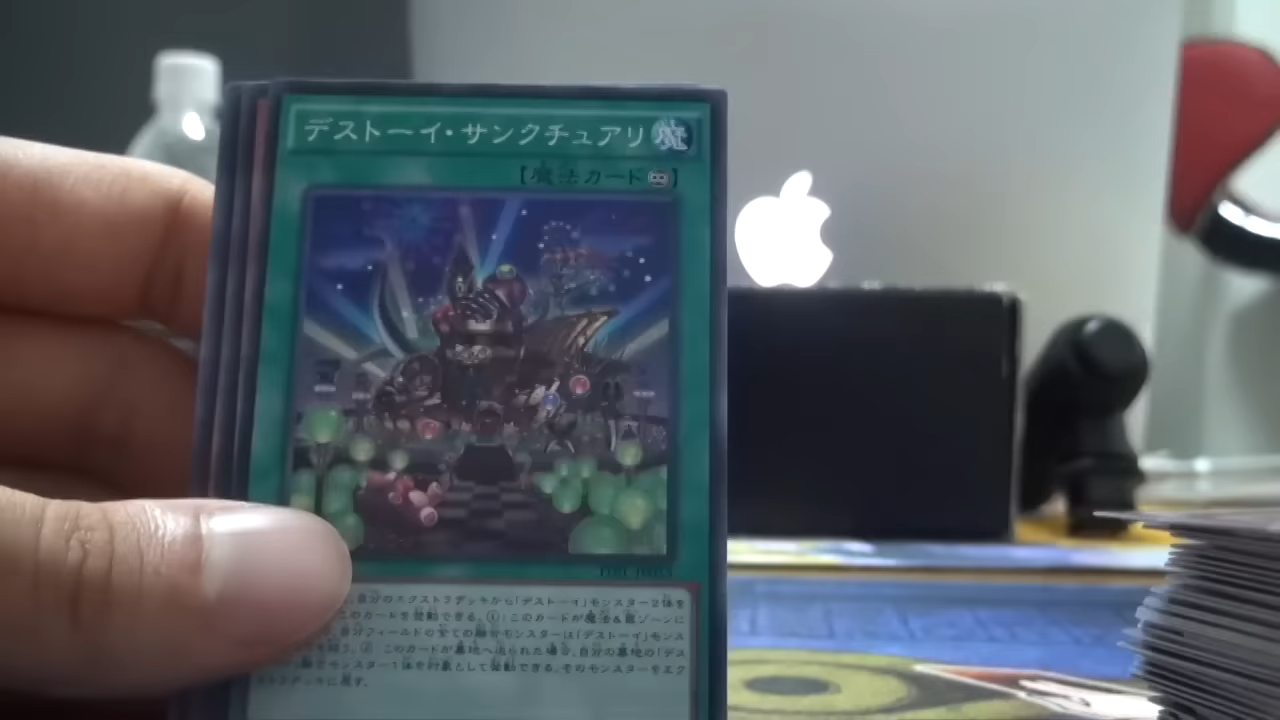 デストーイ・サンクチュアリ 魔
【魔法カード】
自分のエクストラデッキから「デストーイ」モンスター2体を
このカードを発動できる。①：このカードが魔法&罠ゾーンに
自分フィールドの全ての融合モンスターは「デストーイ」モンス
扱う。②：このカードが墓地へ送られた場合、自分の墓地の「デス
融合モンスター1体を対象として発動できる。そのモンスターをエク
デッキに戻す。